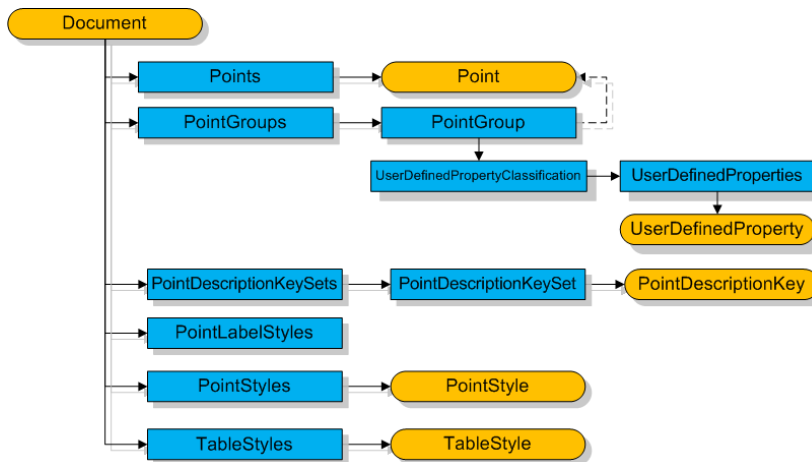 Document
Points
Point
PointGroups
PointGroup
UserDefinedPropertyClassification
UserDefinedProperties
UserDefinedProperty
PointDescriptionKeySets
PointDescriptionKeySet
PointDescriptionKey
PointLabelStyles
PointStyles
PointStyle
TableStyles
TableStyle